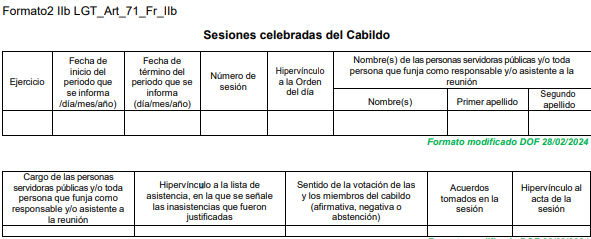 Formato2 IIb LGT_Art_71_Fr_IIb
Sesiones celebradas del Cabildo
Ejercicio
Fecha de
inicio del
periodo que
se informa
/día/mes/año)
Fecha de
término del
periodo que se
informa
(día/mes/año)
Número de
sesión
Hipervínculo
a la Orden
del día
Nombre(s) de las personas servidoras públicas y/o toda
persona que funja como responsable y/o asistente a la
reunión
Nombre(s)
Primer apellido
Segundo
apellido
Formato modificado DOF 28/02/2024
Cargo de las personas
servidoras públicas y/o toda
persona que funja como
responsable y/o asistente a
la reunión
Hipervínculo a la lista de
asistencia, en la que se señale
las inasistencias que fueron
justificadas
Sentido de la votación de las
y los miembros del cabildo
(afirmativa, negativa o
abstención)
Acuerdos
tomados en la
sesión
Hipervínculo al
acta de la
sesión